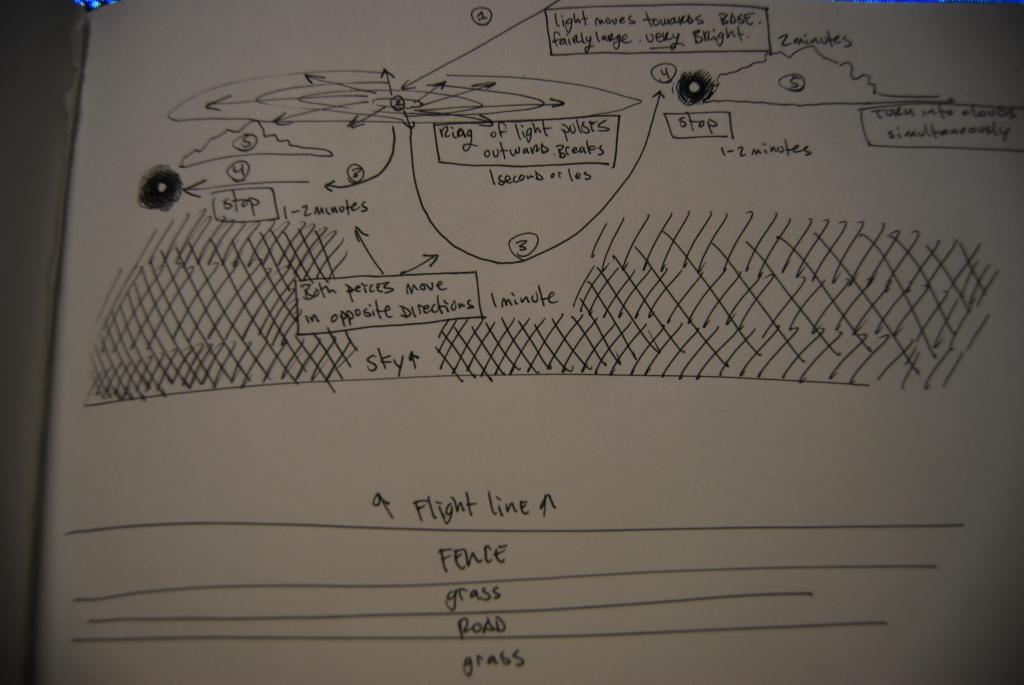 1
light moves towards BASE.
fairly large. very Bright.
2 minutes
4
5
2
stop
Turn into clouds
simultaneously
Ring of light pulses
outward. Breaks
1-2 minutes
1 second or les
5
4
2
stop
1-2 minutes
3
Both peices move
in opposite Directions
1 minute
sky
Flight line
FENCE
grass
ROAD
grass